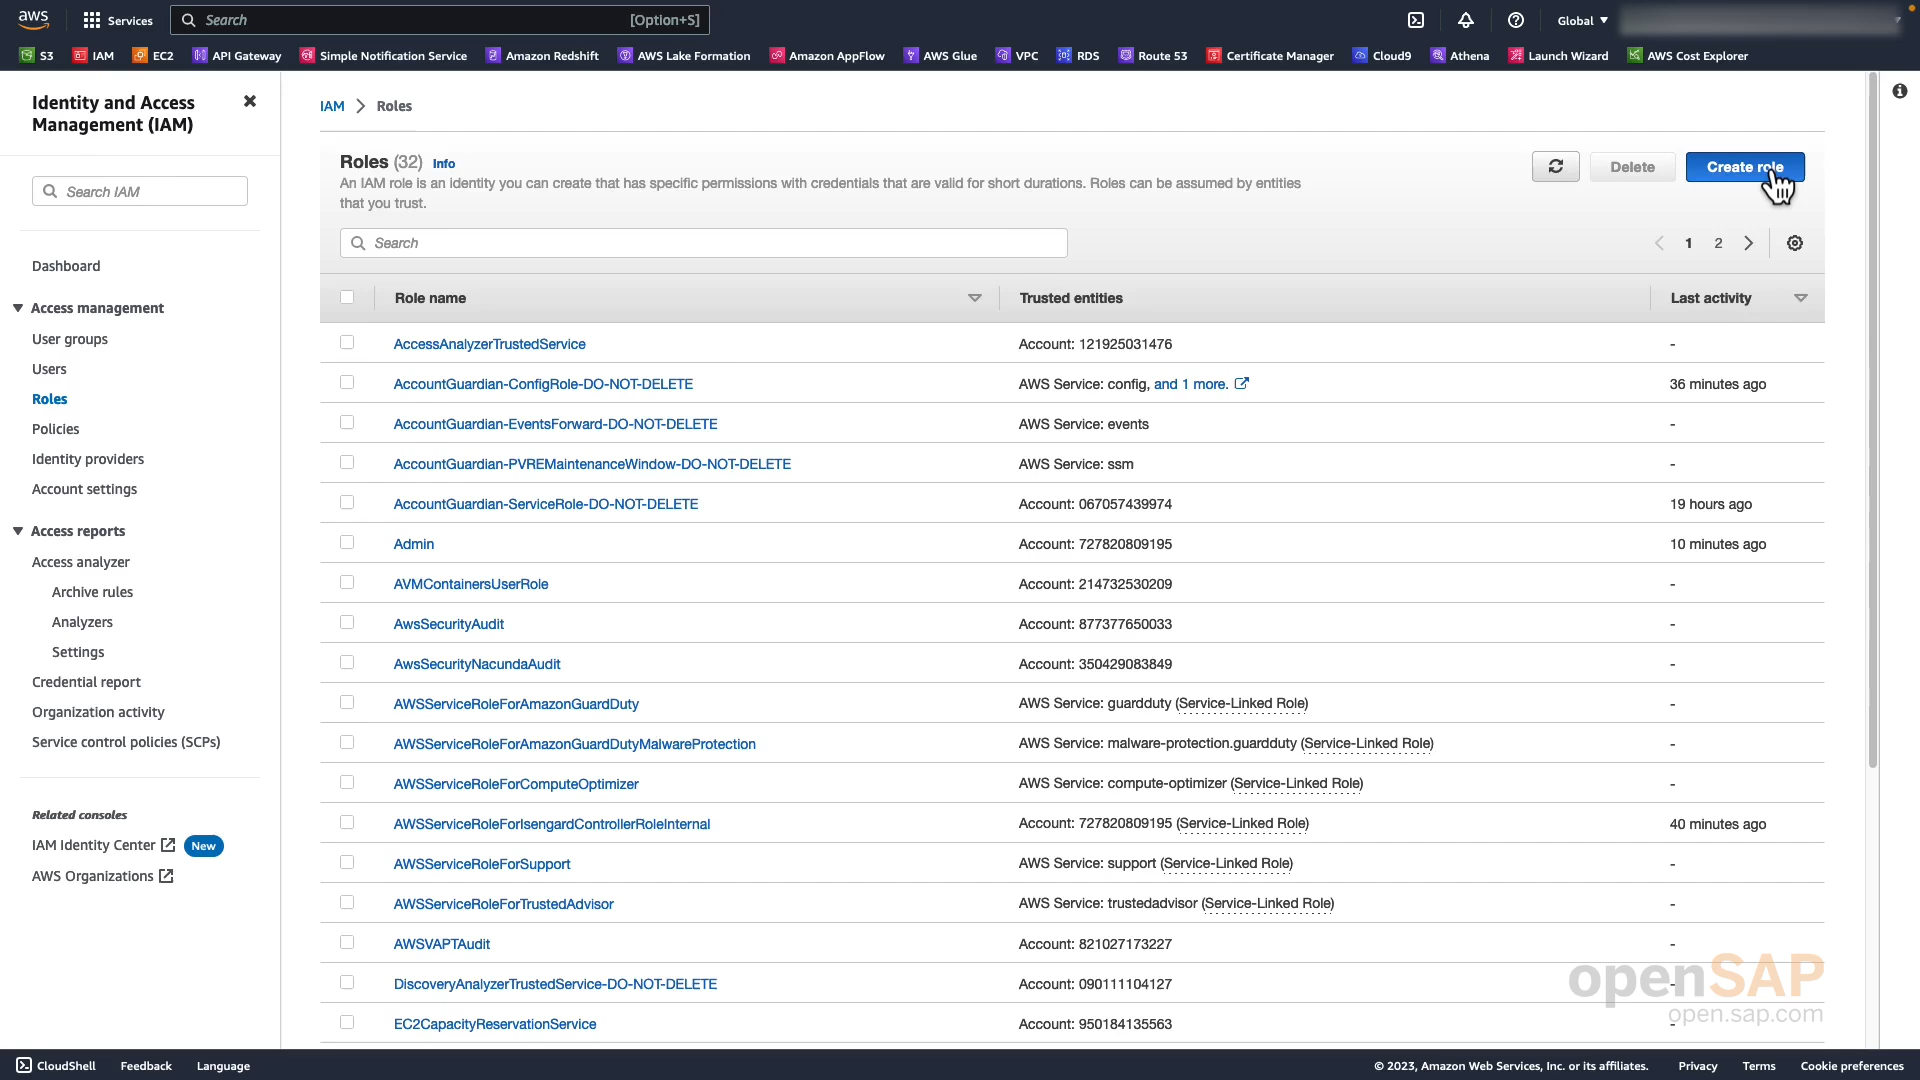 aws
Services
Search
[Option+S]
Global
S3
IAM
EC2
API Gateway
Simple Notification Service
Amazon Redshift
AWS Lake Formation
Amazon AppFlow
AWS Glue
VPC
RDS
Route 53
Certificate Manager
Cloud9
Athena
Launch Wizard
AWS Cost Explorer
Identity and Access
Management (IAM)
Search IAM
Dashboard
Access management
User groups
Users
Roles
Policies
Identity providers
Account settings
Access reports
Access analyzer
Archive rules
Analyzers
Settings
Credential report
Organization activity
Service control policies (SCPs)
Related consoles
IAM Identity Center
New
AWS Organizations
IAM > Roles
Roles (32) Info
An IAM role is an identity you can create that has specific permissions with credentials that are valid for short durations. Roles can be assumed by entities
that you trust.
Delete
Create role
Search
1 2
Role name Trusted entities Last activity
AccessAnalyzerTrustedService Account: 121925031476 -
AccountGuardian-ConfigRole-DO-NOT-DELETE AWS Service: config, and 1 more. 36 minutes ago
AccountGuardian-EventsForward-DO-NOT-DELETE AWS Service: events -
AccountGuardian-PVREMaintenanceWindow-DO-NOT-DELETE AWS Service: ssm -
AccountGuardian-ServiceRole-DO-NOT-DELETE Account: 067057439974 19 hours ago
Admin Account: 727820809195 10 minutes ago
AVMContainersUserRole Account: 214732530209 -
AwsSecurityAudit Account: 877377650033 -
AwsSecurityNacundaAudit Account: 350429083849 -
AWSServiceRoleForAmazonGuardDuty AWS Service: guardduty (Service-Linked Role) -
AWSServiceRoleForAmazonGuardDutyMalwareProtection AWS Service: malware-protection.guardduty (Service-Linked Role) -
AWSServiceRoleForComputeOptimizer AWS Service: compute-optimizer (Service-Linked Role) -
AWSServiceRoleForIsengardControllerRoleInternal Account: 727820809195 (Service-Linked Role) 40 minutes ago
AWSServiceRoleForSupport AWS Service: support (Service-Linked Role) -
AWSServiceRoleForTrustedAdvisor AWS Service: trustedadvisor (Service-Linked Role) -
AWSVAPTAudit Account: 821027173227 -
DiscoveryAnalyzerTrustedService-DO-NOT-DELETE Account: 090111104127 -
EC2CapacityReservationService Account: 950184135563 -
openSAP
open.sap.com
CloudShell
Feedback
Language
© 2023, Amazon Web Services, Inc. or its affiliates.
Privacy
Terms
Cookie preferences